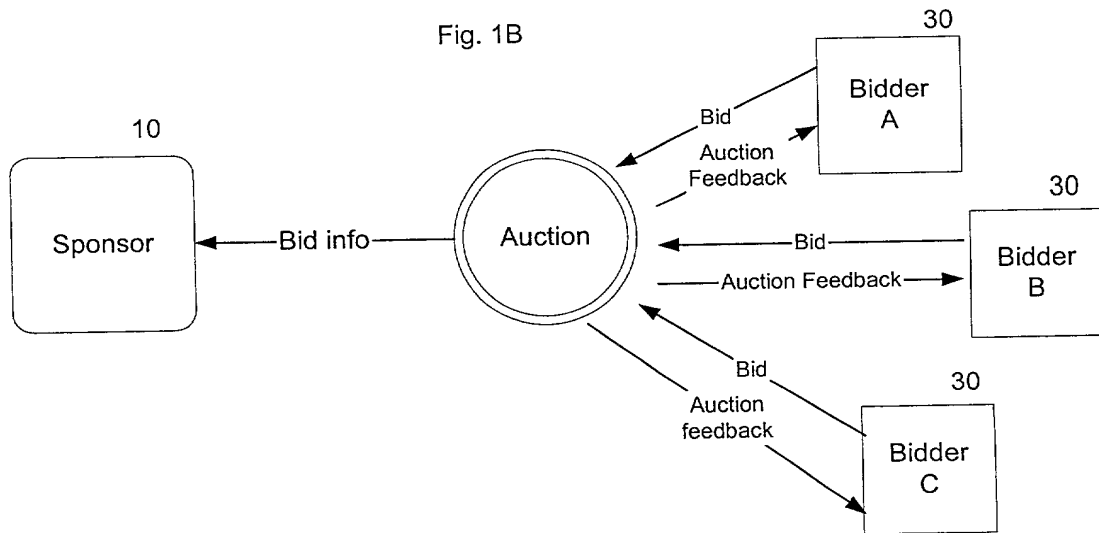 Fig. 1B
30
Bidder
A
Bid
Auction
Feedback
10
Sponsor
Bid info
Auction
30
Bidder
B
Bid
Auction Feedback
30
Bidder
C
Bid
Auction
feedback